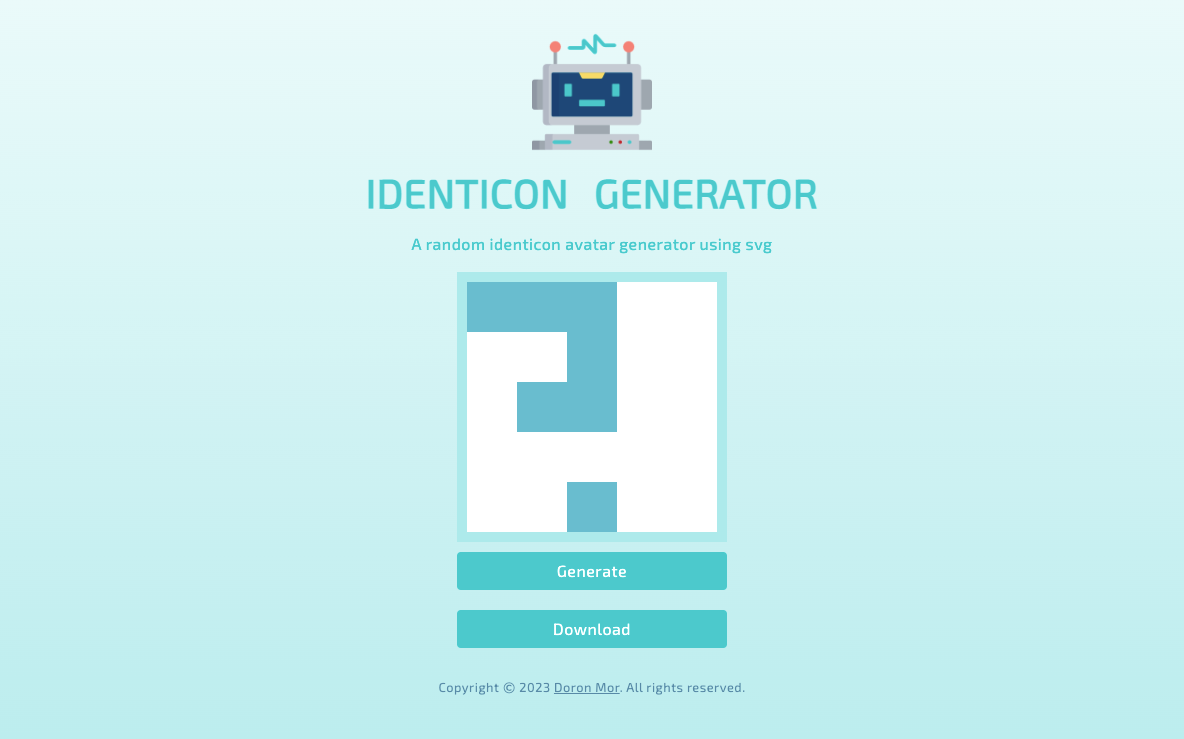 IDENTICON GENERATOR
A random identicon avatar generator using svg
Generate
Download
Copyright © 2023 Doron Mor. All rights reserved.